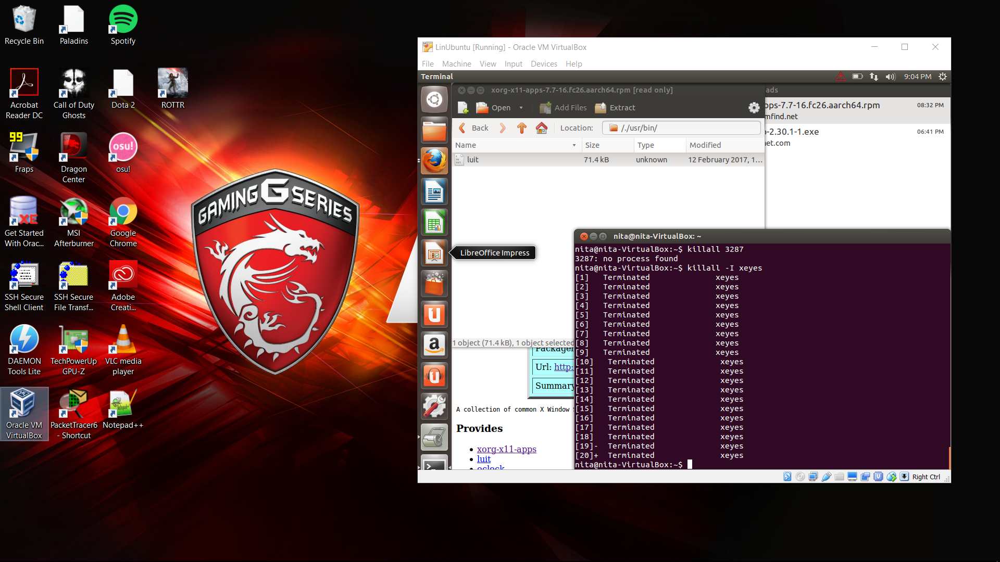 Recycle Bin
Paladins
Spotify
Acrobat
Reader DC
Call of Duty
Ghosts
Dota 2
ROTTR
99
Fraps
Dragon
Center
osu!
osu!
XE
Get Started
With Orac...
MSI
Afterburner
Google
Chrome
SSH Secure
Shell Client
SSH Secure
File Transf...
Adobe
Creati...
DAEMON
Tools Lite
TechPowerUp
GPU-Z
VLC media
player
Oracle VM
VirtualBox
PacketTracer6
- Shortcut
Notepad++
GAMING G SERIES
LinUbuntu [Running] - Oracle VM VirtualBox
File Machine View Input Devices Help
Terminal
9:04 PM
xorg-x11-apps-7.7-16.fc26.aarch64.rpm [read only]
Open
Add Files
Extract
Back
Location:
/./usr/bin/
Name
Size
Type
Modified
luit
71.4 kB
unknown
12 February 2017, 1...
1 object (71.4 kB), 1 object selected
ads
ops-7.7-16.fc26.aarch64.rpm
08:32 PM
mfind.net
-2.30.1-1.exe
06:41 PM
net.com
LibreOffice Impress
Packager
Url: http:
Summary
A collection of common X Window
Provides
xorg-x11-apps
luit
oclock
nita@nita-VirtualBox: ~
nita@nita-VirtualBox:~$ killall 3287
3287: no process found
nita@nita-VirtualBox:~$ killall -I xeyes
[1]   Terminated              xeyes
[2]   Terminated              xeyes
[3]   Terminated              xeyes
[4]   Terminated              xeyes
[5]   Terminated              xeyes
[6]   Terminated              xeyes
[7]   Terminated              xeyes
[8]   Terminated              xeyes
[9]   Terminated              xeyes
[10]   Terminated              xeyes
[11]   Terminated              xeyes
[12]   Terminated              xeyes
[13]   Terminated              xeyes
[14]   Terminated              xeyes
[15]   Terminated              xeyes
[16]   Terminated              xeyes
[17]   Terminated              xeyes
[18]   Terminated              xeyes
[19]-  Terminated              xeyes
[20]+  Terminated              xeyes
nita@nita-VirtualBox:~$
Right Ctrl